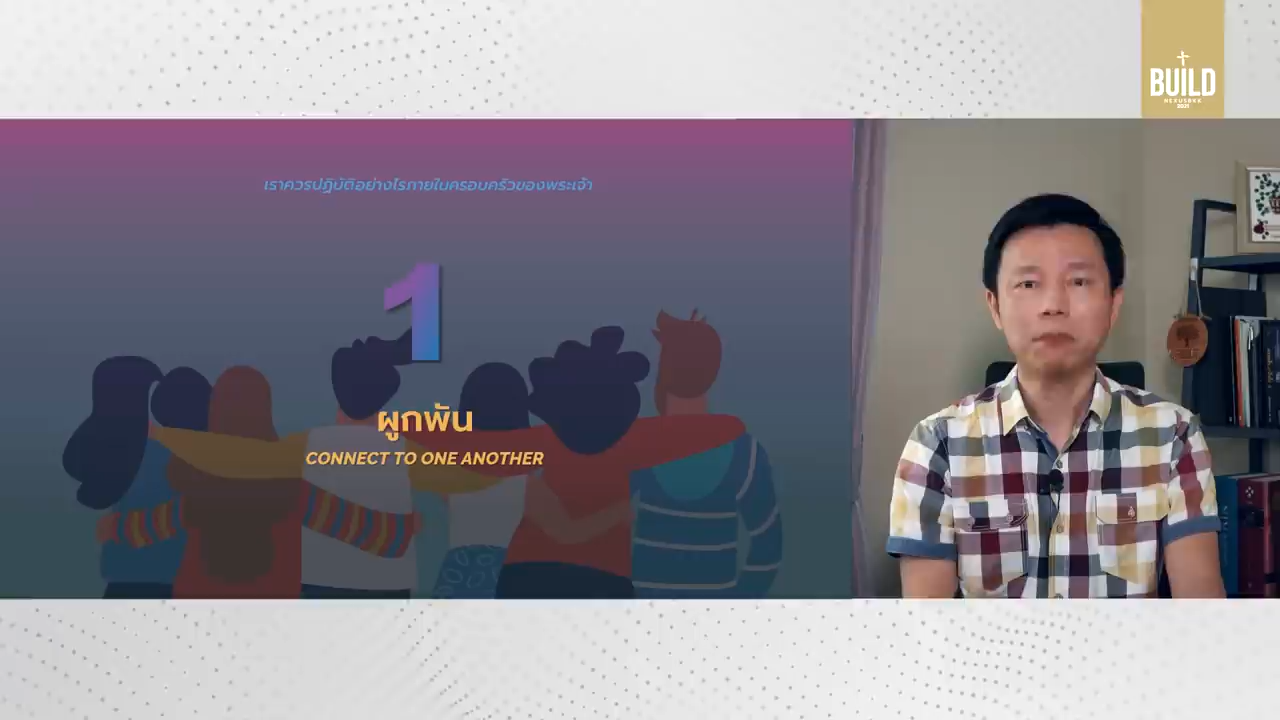 BUILD
NEXUSBKK
2021
เราควรปฏิบัติอย่างไรภายในครอบครัวของพระเจ้า
1
ผูกพัน
CONNECT TO ONE ANOTHER